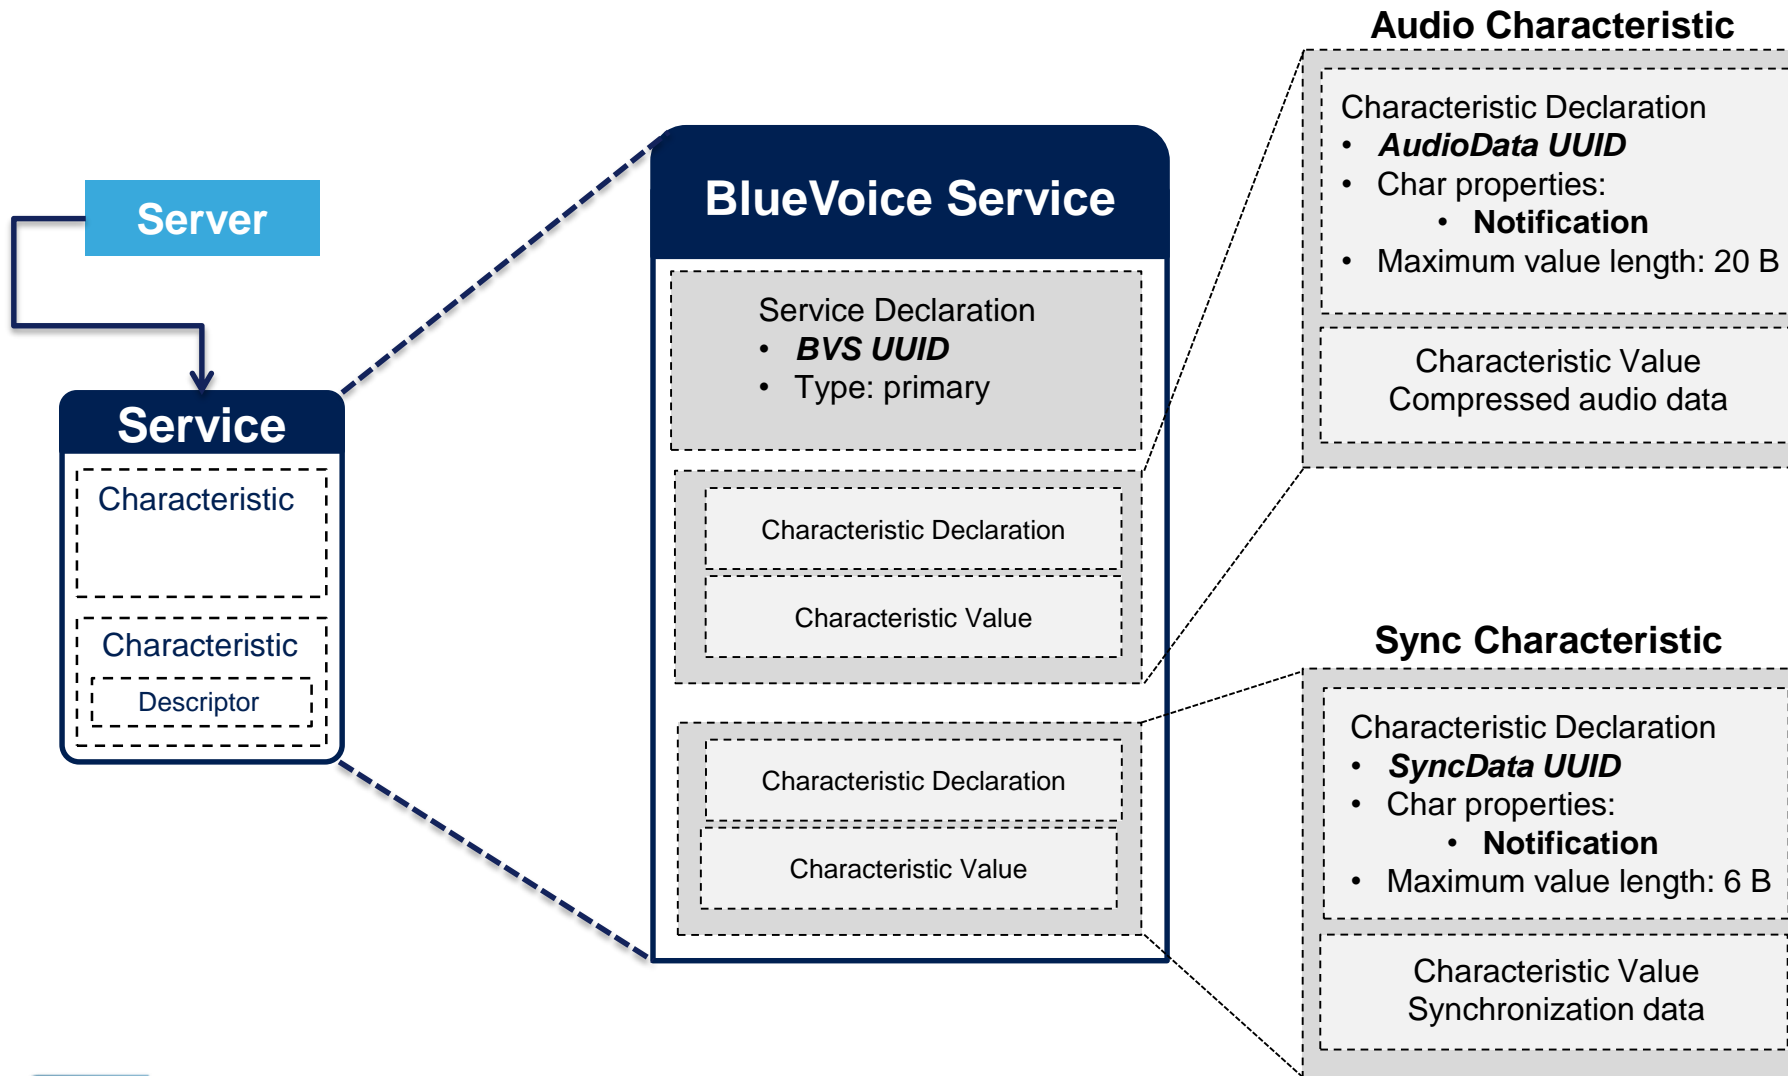 Server
Service
Characteristic
Characteristic
Descriptor
BlueVoice Service
Service Declaration
• BVS UUID
• Type: primary
Characteristic Declaration
Characteristic Value
Characteristic Declaration
Characteristic Value
Audio Characteristic
Characteristic Declaration
• AudioData UUID
• Char properties:
• Notification
• Maximum value length: 20 B
Characteristic Value
Compressed audio data
Sync Characteristic
Characteristic Declaration
• SyncData UUID
• Char properties:
• Notification
• Maximum value length: 6 B
Characteristic Value
Synchronization data